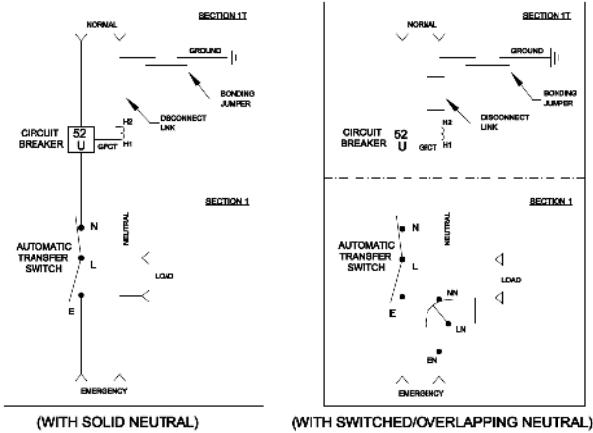 SECTION 1T
NORMAL
GROUND
BONDING
JUMPER
DISCONNECT
LINK
CIRCUIT
BREAKER
52
U
H2
GFCT
H1
SECTION 1
N
NEUTRAL
AUTOMATIC
TRANSFER
SWITCH
L
LOAD
E
EMERGENCY
(WITH SOLID NEUTRAL)
SECTION 1T
NORMAL
GROUND
BONDING
JUMPER
DISCONNECT
LINK
CIRCUIT
BREAKER
52
U
H2
GFCT
H1
SECTION 1
N
NEUTRAL
AUTOMATIC
TRANSFER
SWITCH
L
LOAD
NN
E
LN
EN
EMERGENCY
(WITH SWITCHED/OVERLAPPING NEUTRAL)